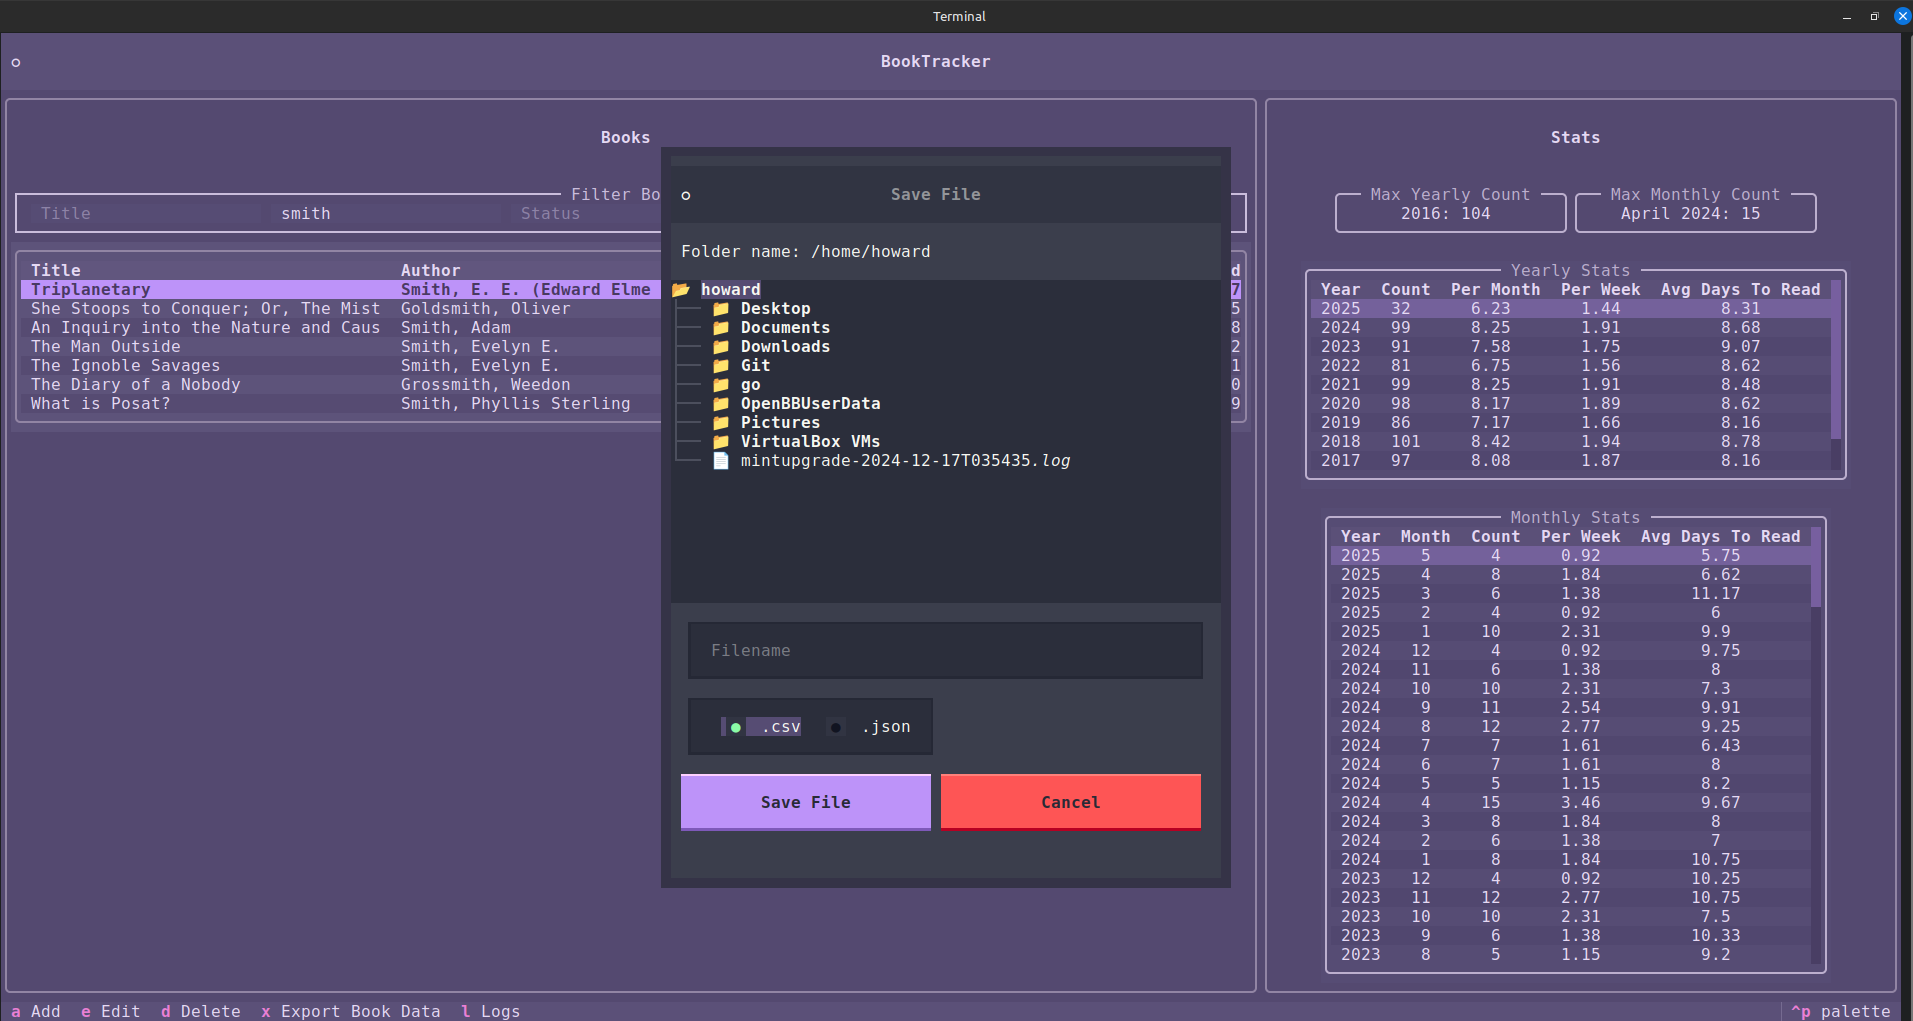 Terminal
BookTracker
Books
Filter Bo
Title smith Status
Title Author d
Triplanetary Smith, E. E. (Edward Elme 7
She Stoops to Conquer; Or, The Mist Goldsmith, Oliver 5
An Inquiry into the Nature and Caus Smith, Adam 8
The Man Outside Smith, Evelyn E. 2
The Ignoble Savages Smith, Evelyn E. 1
The Diary of a Nobody Grossmith, Weedon 0
What is Posat? Smith, Phyllis Sterling 9
Save File
Folder name: /home/howard
howard
Desktop
Documents
Downloads
Git
go
OpenBBUserData
Pictures
VirtualBox VMs
mintupgrade-2024-12-17T035435.log
Filename
.csv .json
Save File Cancel
Stats
Max Yearly Count Max Monthly Count
2016: 104 April 2024: 15
Yearly Stats
Year Count Per Month Per Week Avg Days To Read
2025 32 6.23 1.44 8.31
2024 99 8.25 1.91 8.68
2023 91 7.58 1.75 9.07
2022 81 6.75 1.56 8.62
2021 99 8.25 1.91 8.48
2020 98 8.17 1.89 8.62
2019 86 7.17 1.66 8.16
2018 101 8.42 1.94 8.78
2017 97 8.08 1.87 8.16
Monthly Stats
Year Month Count Per Week Avg Days To Read
2025 5 4 0.92 5.75
2025 4 8 1.84 6.62
2025 3 6 1.38 11.17
2025 2 4 0.92 6
2025 1 10 2.31 9.9
2024 12 4 0.92 9.75
2024 11 6 1.38 8
2024 10 10 2.31 7.3
2024 9 11 2.54 9.91
2024 8 12 2.77 9.25
2024 7 7 1.61 6.43
2024 6 7 1.61 8
2024 5 5 1.15 8.2
2024 4 15 3.46 9.67
2024 3 8 1.84 8
2024 2 6 1.38 7
2024 1 8 1.84 10.75
2023 12 4 0.92 10.25
2023 11 12 2.77 10.75
2023 10 10 2.31 7.5
2023 9 6 1.38 10.33
2023 8 5 1.15 9.2
a Add e Edit d Delete x Export Book Data l Logs ^p palette